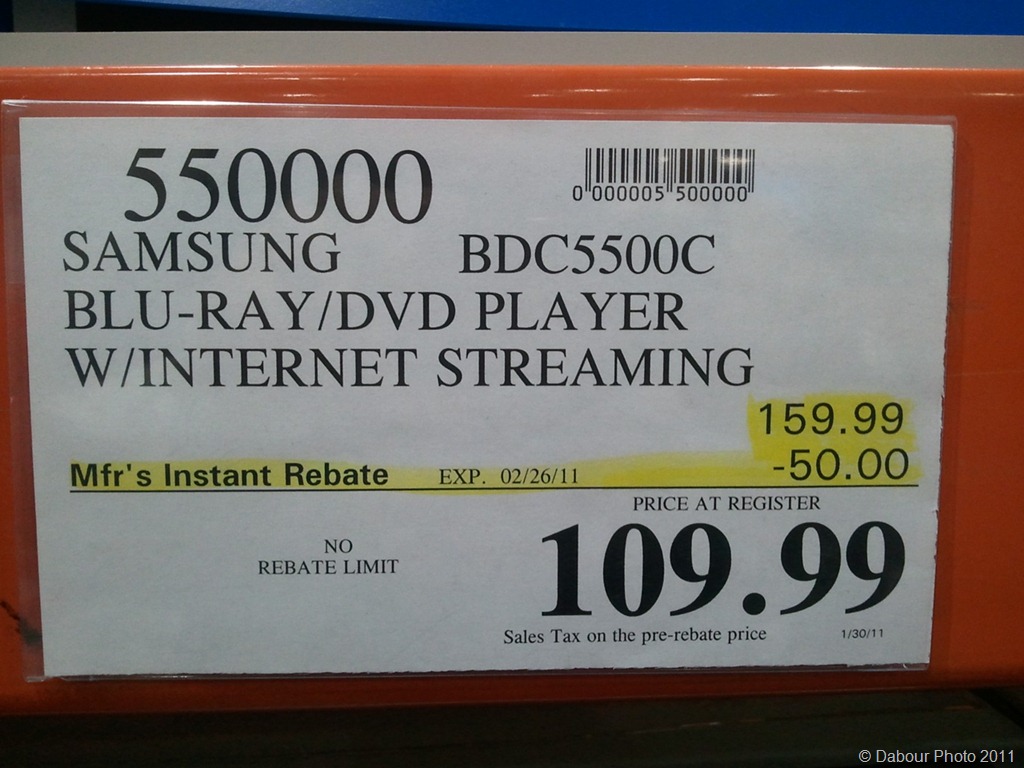 550000
0 000005 500000
SAMSUNG BDC5500C
BLU-RAY/DVD PLAYER
W/INTERNET STREAMING
159.99
Mfr's Instant Rebate EXP. 02/26/11 -50.00
PRICE AT REGISTER
NO
REBATE LIMIT
109.99
Sales Tax on the pre-rebate price 1/30/11
© Dabour Photo 2011